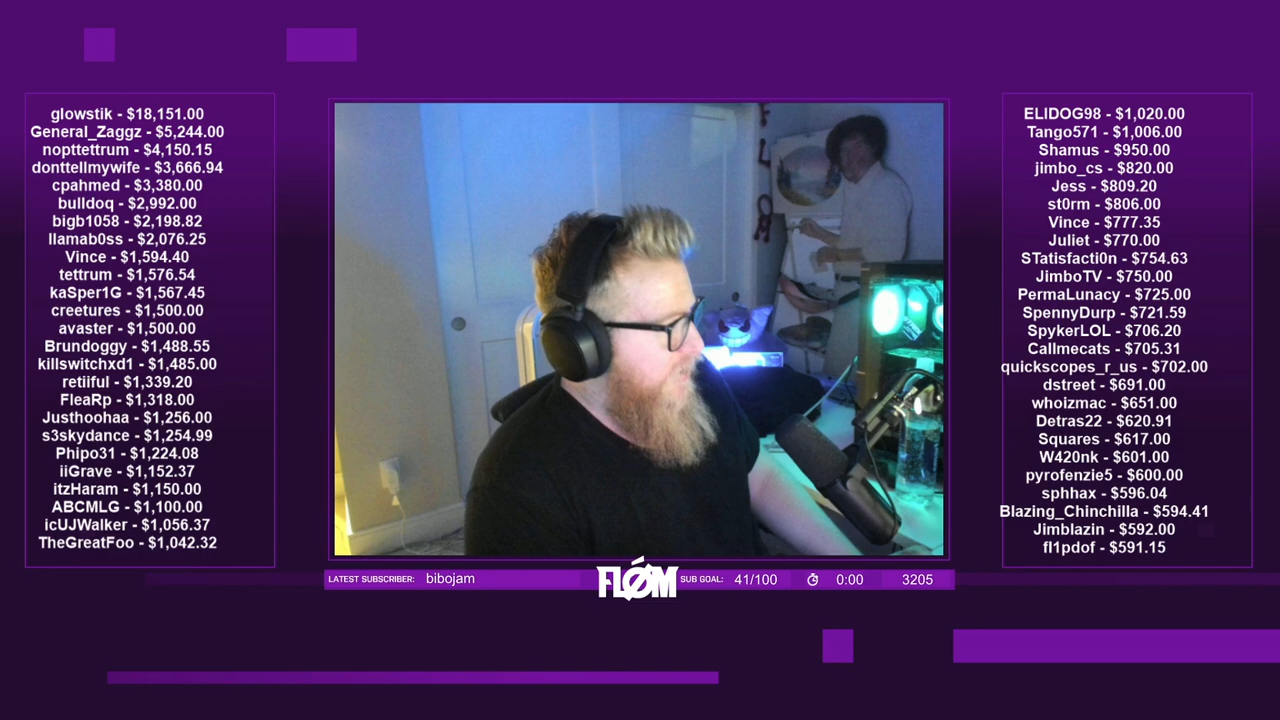 glowstik - $18,151.00
General_Zaggz - $5,244.00
nopttettrum - $4,150.15
donttellmywife - $3,666.94
cpahmed - $3,380.00
bulldoq - $2,992.00
bigb1058 - $2,198.82
llamab0ss - $2,076.25
Vince - $1,594.40
tettrum - $1,576.54
kaSper1G - $1,567.45
creetures - $1,500.00
avaster - $1,500.00
Brundoggy - $1,488.55
killswitchxd1 - $1,485.00
retiiful - $1,339.20
FleaRp - $1,318.00
Justhoohaa - $1,256.00
s3skydance - $1,254.99
Phipo31 - $1,224.08
iiGrave - $1,152.37
itzHaram - $1,150.00
ABCMLG - $1,100.00
icUJWalker - $1,056.37
TheGreatFoo - $1,042.32
ELIDOG98 - $1,020.00
Tango571 - $1,006.00
Shamus - $950.00
jimbo_cs - $820.00
Jess - $809.20
st0rm - $806.00
Vince - $777.35
Juliet - $770.00
STatisfacti0n - $754.63
JimboTV - $750.00
PermaLunacy - $725.00
SpennyDurp - $721.59
SpykerLOL - $706.20
Callmecats - $705.31
quickscopes_r_us - $702.00
dstreet - $691.00
whoizmac - $651.00
Detras22 - $620.91
Squares - $617.00
W420nk - $601.00
pyrofenzie5 - $600.00
sphhax - $596.04
Blazing_Chinchilla - $594.41
Jimblazin - $592.00
fl1pdof - $591.15
LATEST SUBSCRIBER: bibojam
FLØM
SUB GOAL: 41/100 0:00 3205